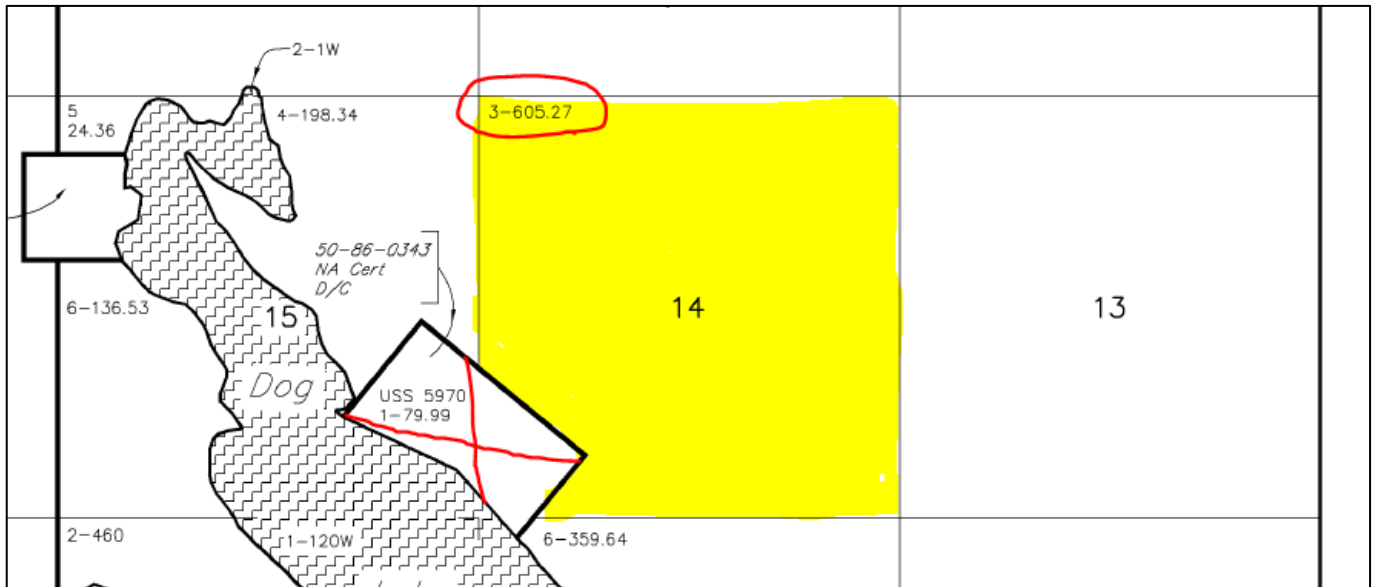 2-1W
5
24.36
4-198.34
3-605.27
50-86-0343
NA Cert
D/C
6-136.53
15
14
13
Dog
USS 5970
1-79.99
2-460
1-120W
6-359.64